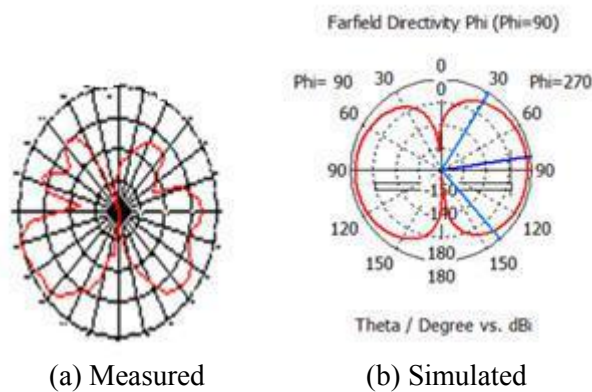 Farfield Directivity Phi (Phi=90)
Phi= 90
Phi=270
0
30
0
30
60
60
90
90
-150
120
120
-140
150
180
150
180
Theta / Degree vs. dBi
(a) Measured
(b) Simulated